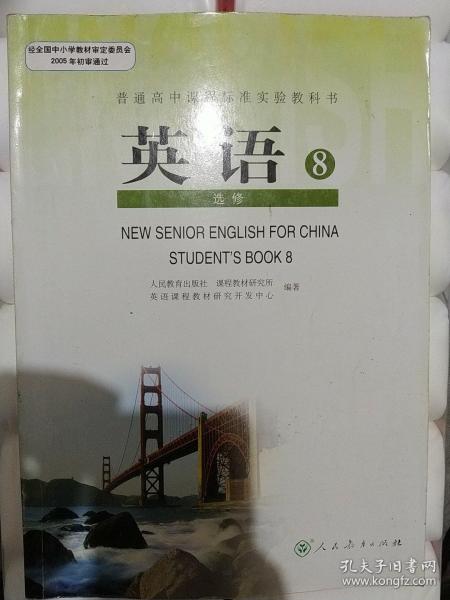 经全国中小学教材审定委员会
2005年初审通过
普通高中课程标准实验教科书
英语 8
选修
NEW SENIOR ENGLISH FOR CHINA
STUDENT'S BOOK 8
人民教育出版社 课程教材研究所
英语课程教材研究开发中心
编著
人民教育出版社
孔夫子旧书网
www.kongfz.com